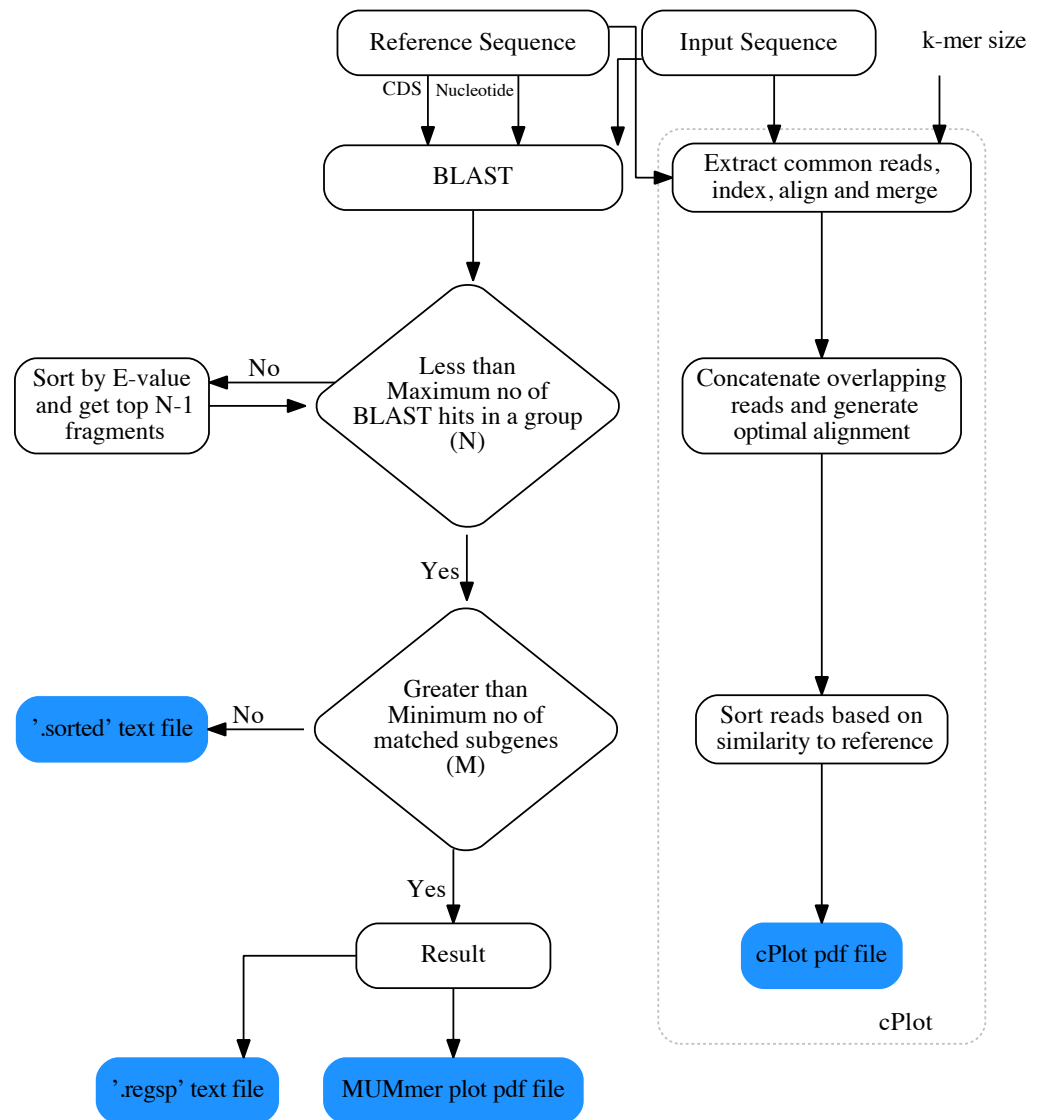 Reference Sequence
Input Sequence
k-mer size
CDS
Nucleotide
BLAST
Extract common reads,
index, align and merge
Less than
Maximum no of
BLAST hits in a group
(N)
No
Sort by E-value
and get top N-1
fragments
Concatenate overlapping
reads and generate
optimal alignment
Yes
Greater than
Minimum no of
matched subgenes
(M)
No
'.sorted' text file
Sort reads based on
similarity to reference
Yes
Result
cPlot pdf file
cPlot
'.regsp' text file
MUMmer plot pdf file